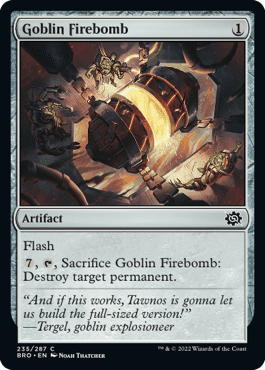 Goblin Firebomb 1
Artifact
Flash
7, T, Sacrifice Goblin Firebomb:
Destroy target permanent.
“And if this works, Tawnos is gonna let
us build the full-sized version!”
—Tergel, goblin explosioneer
235/287 C
BRO • EN Noah Thatcher
™ & © 2022 Wizards of the Coast